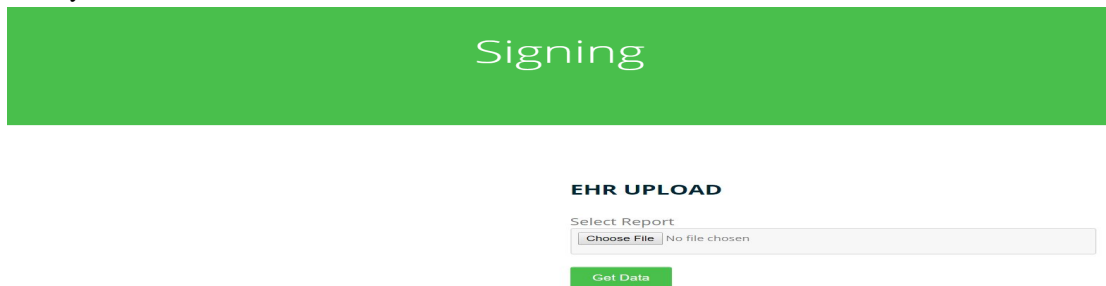 Signing
EHR UPLOAD
Select Report
Choose File No file chosen
Get Data